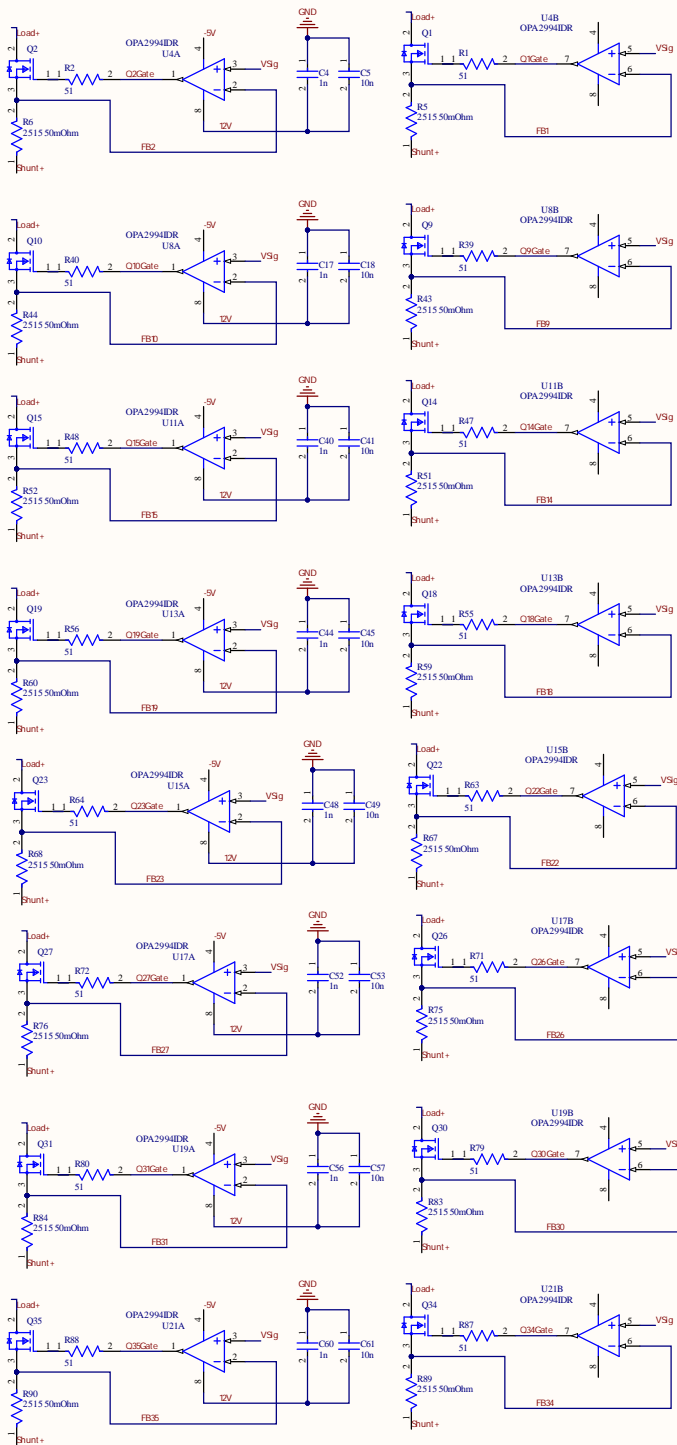 Load+
Q2
R2
51
Q2Gate
OPA2994IDR
U4A
-5V
VSig
12V
R6
2515 50mOhm
FB2
Shunt+
GND
C4
1n
C5
10n
Load+
Q1
R1
51
Q1Gate
U4B
OPA2994IDR
VSig
R5
2515 50mOhm
FB1
Shunt+
Load+
Q10
R40
51
Q10Gate
OPA2994IDR
U8A
-5V
VSig
12V
R44
2515 50mOhm
FB10
Shunt+
GND
C17
1n
C18
10n
Load+
Q9
R39
51
Q9Gate
U8B
OPA2994IDR
VSig
R43
2515 50mOhm
FB9
Shunt+
Load+
Q15
R48
51
Q15Gate
OPA2994IDR
U11A
-5V
VSig
12V
R52
2515 50mOhm
FB15
Shunt+
GND
C40
1n
C41
10n
Load+
Q14
R47
51
Q14Gate
U11B
OPA2994IDR
VSig
R51
2515 50mOhm
FB14
Shunt+
Load+
Q19
R56
51
Q19Gate
OPA2994IDR
U13A
-5V
VSig
12V
R60
2515 50mOhm
FB19
Shunt+
GND
C44
1n
C45
10n
Load+
Q18
R55
51
Q18Gate
U13B
OPA2994IDR
VSig
R59
2515 50mOhm
FB18
Shunt+
Load+
Q23
R64
51
Q23Gate
OPA2994IDR
U15A
-5V
VSig
12V
R68
2515 50mOhm
FB23
Shunt+
GND
C48
1n
C49
10n
Load+
Q22
R63
51
Q22Gate
U15B
OPA2994IDR
VSig
R67
2515 50mOhm
FB22
Shunt+
Load+
Q27
R72
51
Q27Gate
OPA2994IDR
U17A
-5V
VSig
12V
R76
2515 50mOhm
FB27
Shunt+
GND
C52
1n
C53
10n
Load+
Q26
R71
51
Q26Gate
U17B
OPA2994IDR
R75
2515 50mOhm
FB26
Shunt+
Load+
Q31
R80
51
Q31Gate
OPA2994IDR
U19A
-5V
VSig
12V
R84
2515 50mOhm
FB31
Shunt+
GND
C56
1n
C57
10n
Load+
Q30
R79
51
Q30Gate
U19B
OPA2994IDR
R83
2515 50mOhm
FB30
Shunt+
Load+
Q35
R88
51
Q35Gate
OPA2994IDR
U21A
-5V
VSig
12V
R90
2515 50mOhm
FB35
Shunt+
GND
C60
1n
C61
10n
Load+
Q34
R87
51
Q34Gate
U21B
OPA2994IDR
VSig
R89
2515 50mOhm
FB34
Shunt+